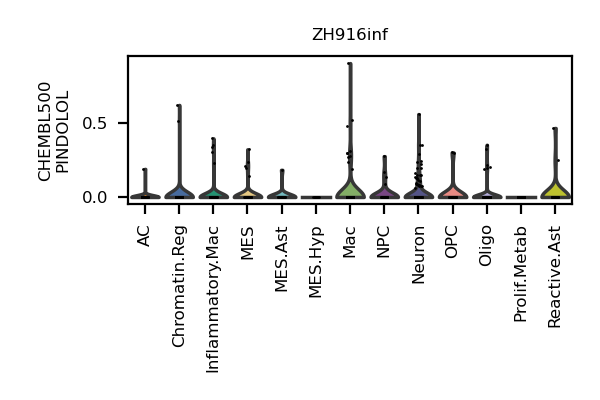 ZH916inf
CHEMBL500
PINDOLOL
0.5
0.0
AC
Chromatin.Reg
Inflammatory.Mac
MES
MES.Ast
MES.Hyp
Mac
NPC
Neuron
OPC
Oligo
Prolif.Metab
Reactive.Ast